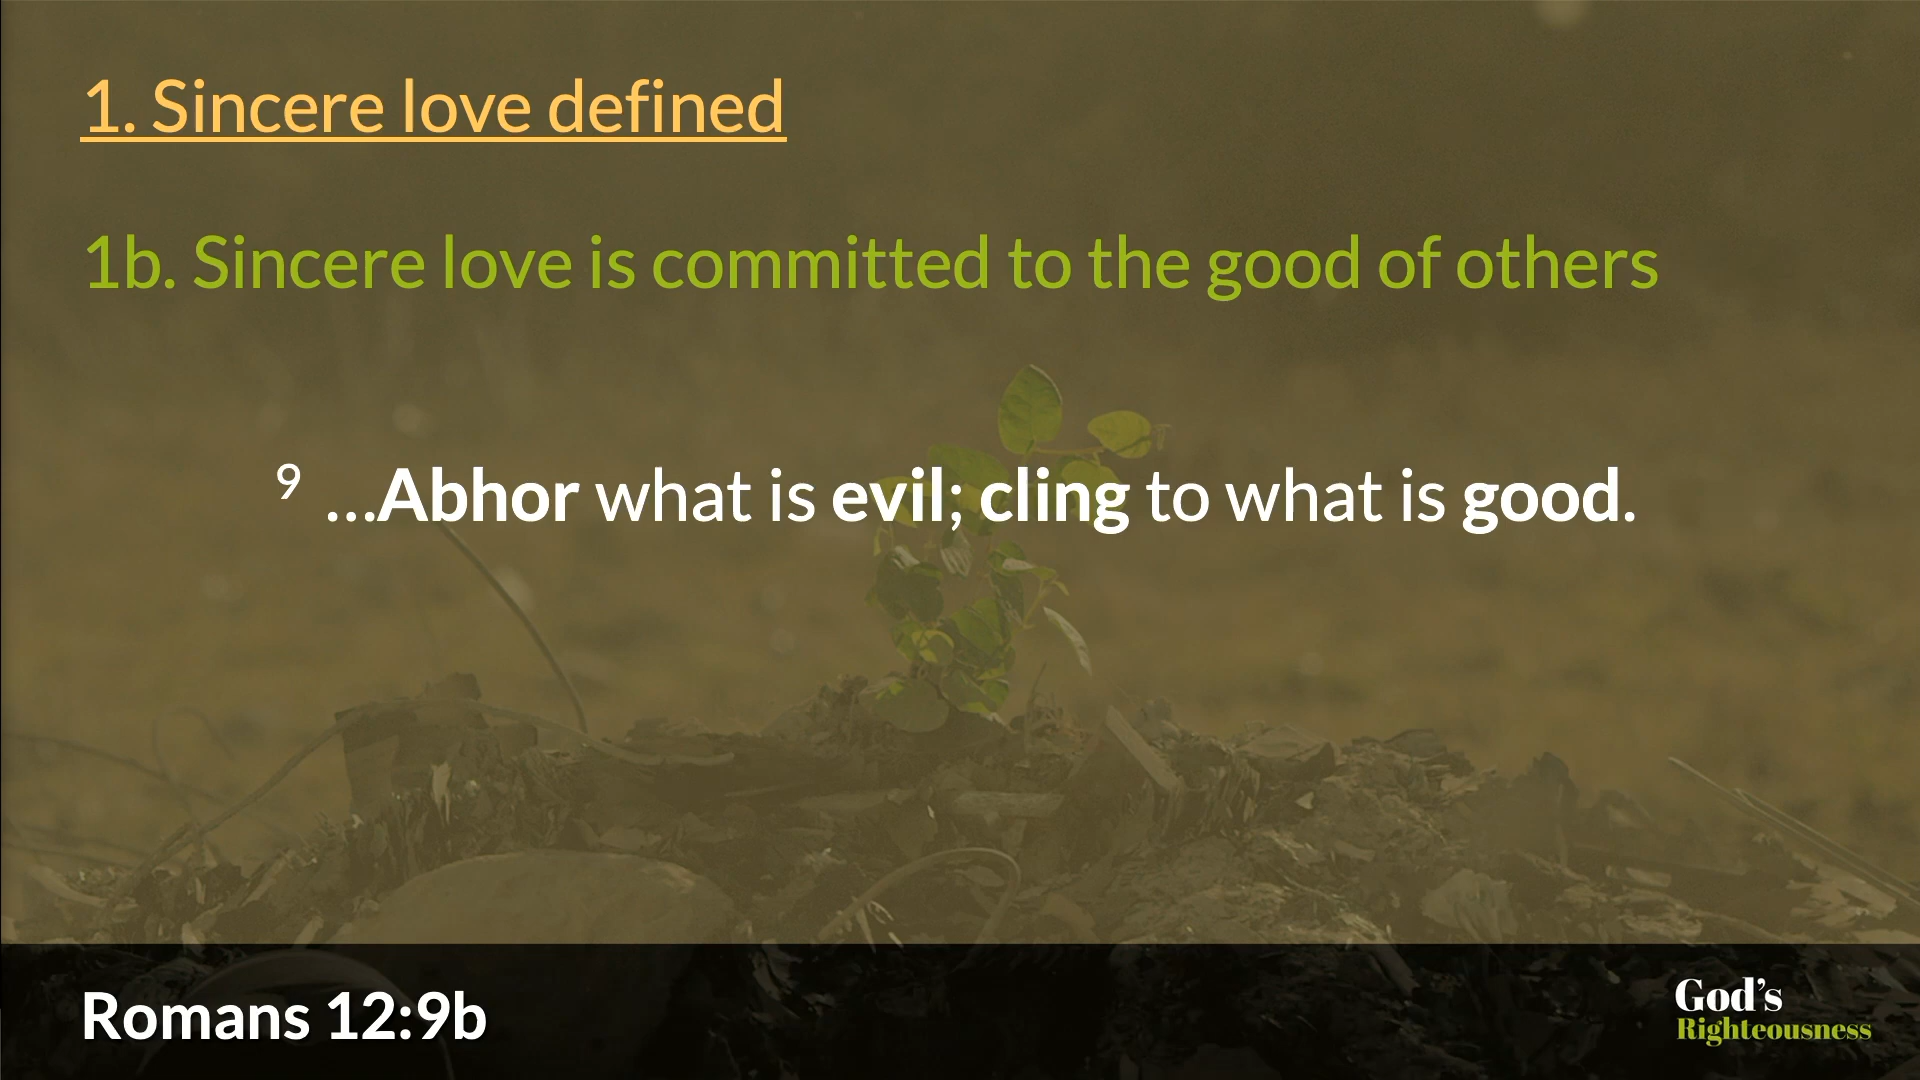 1. Sincere love defined
1b. Sincere love is committed to the good of others
9 ...Abhor what is evil; cling to what is good.
Romans 12:9b
God's
Righteousness